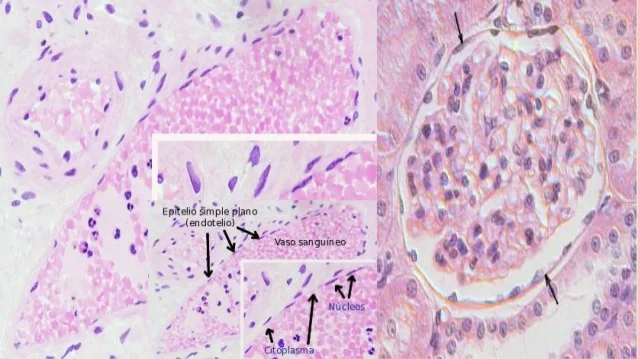 Epitelio simple plano
(endotelio)
Vaso sanguíneo
Núcleos
Citoplasma